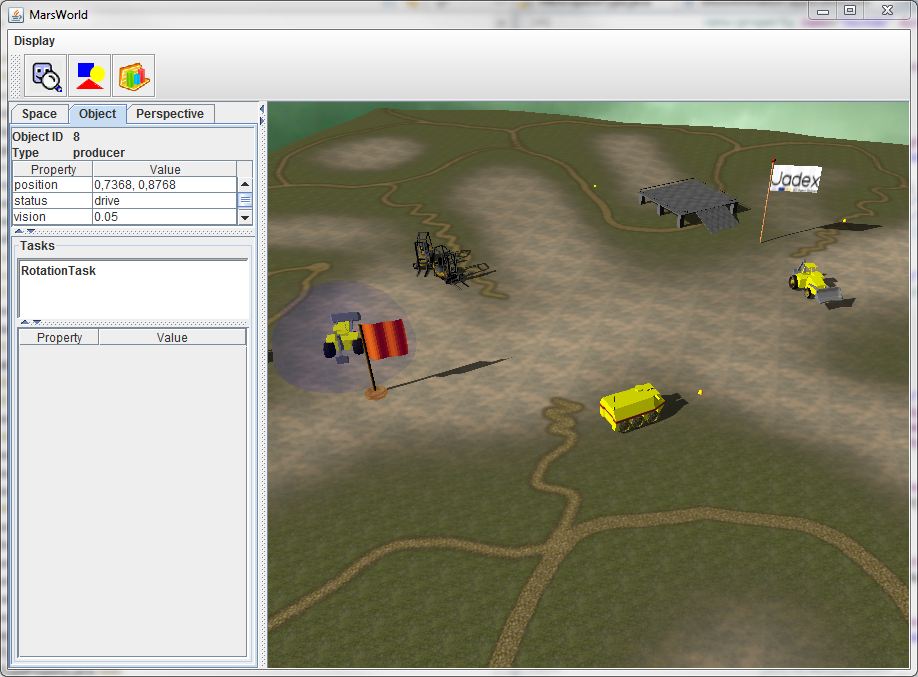 MarsWorld
Display
Space Object Perspective
Object ID 8
Type producer
Property Value
position 0,7368, 0,8768
status drive
vision 0.05
Tasks
RotationTask
Property Value
Jadex